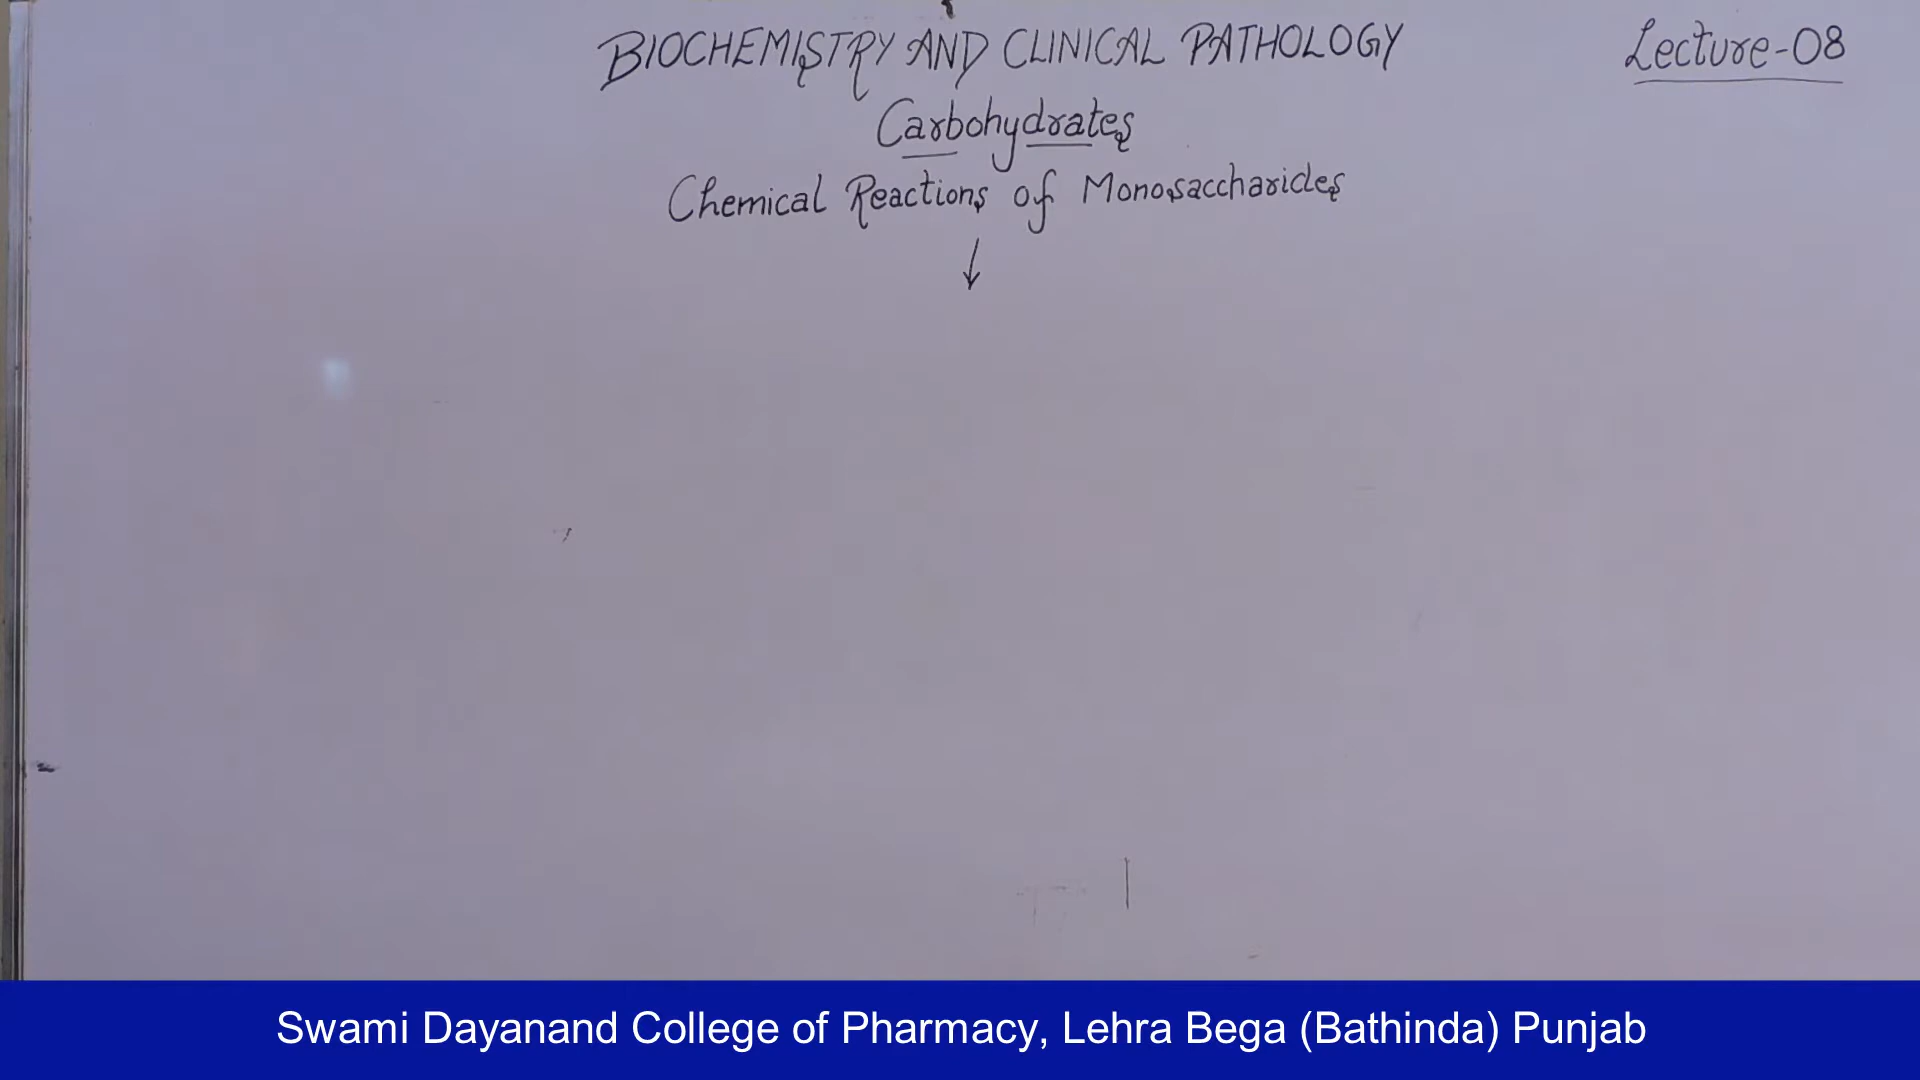 BIOCHEMISTRY AND CLINICAL PATHOLOGY
Lecture-08
Carbohydrates
Chemical Reactions of Monosaccharides
↓
Swami Dayanand College of Pharmacy, Lehra Bega (Bathinda) Punjab